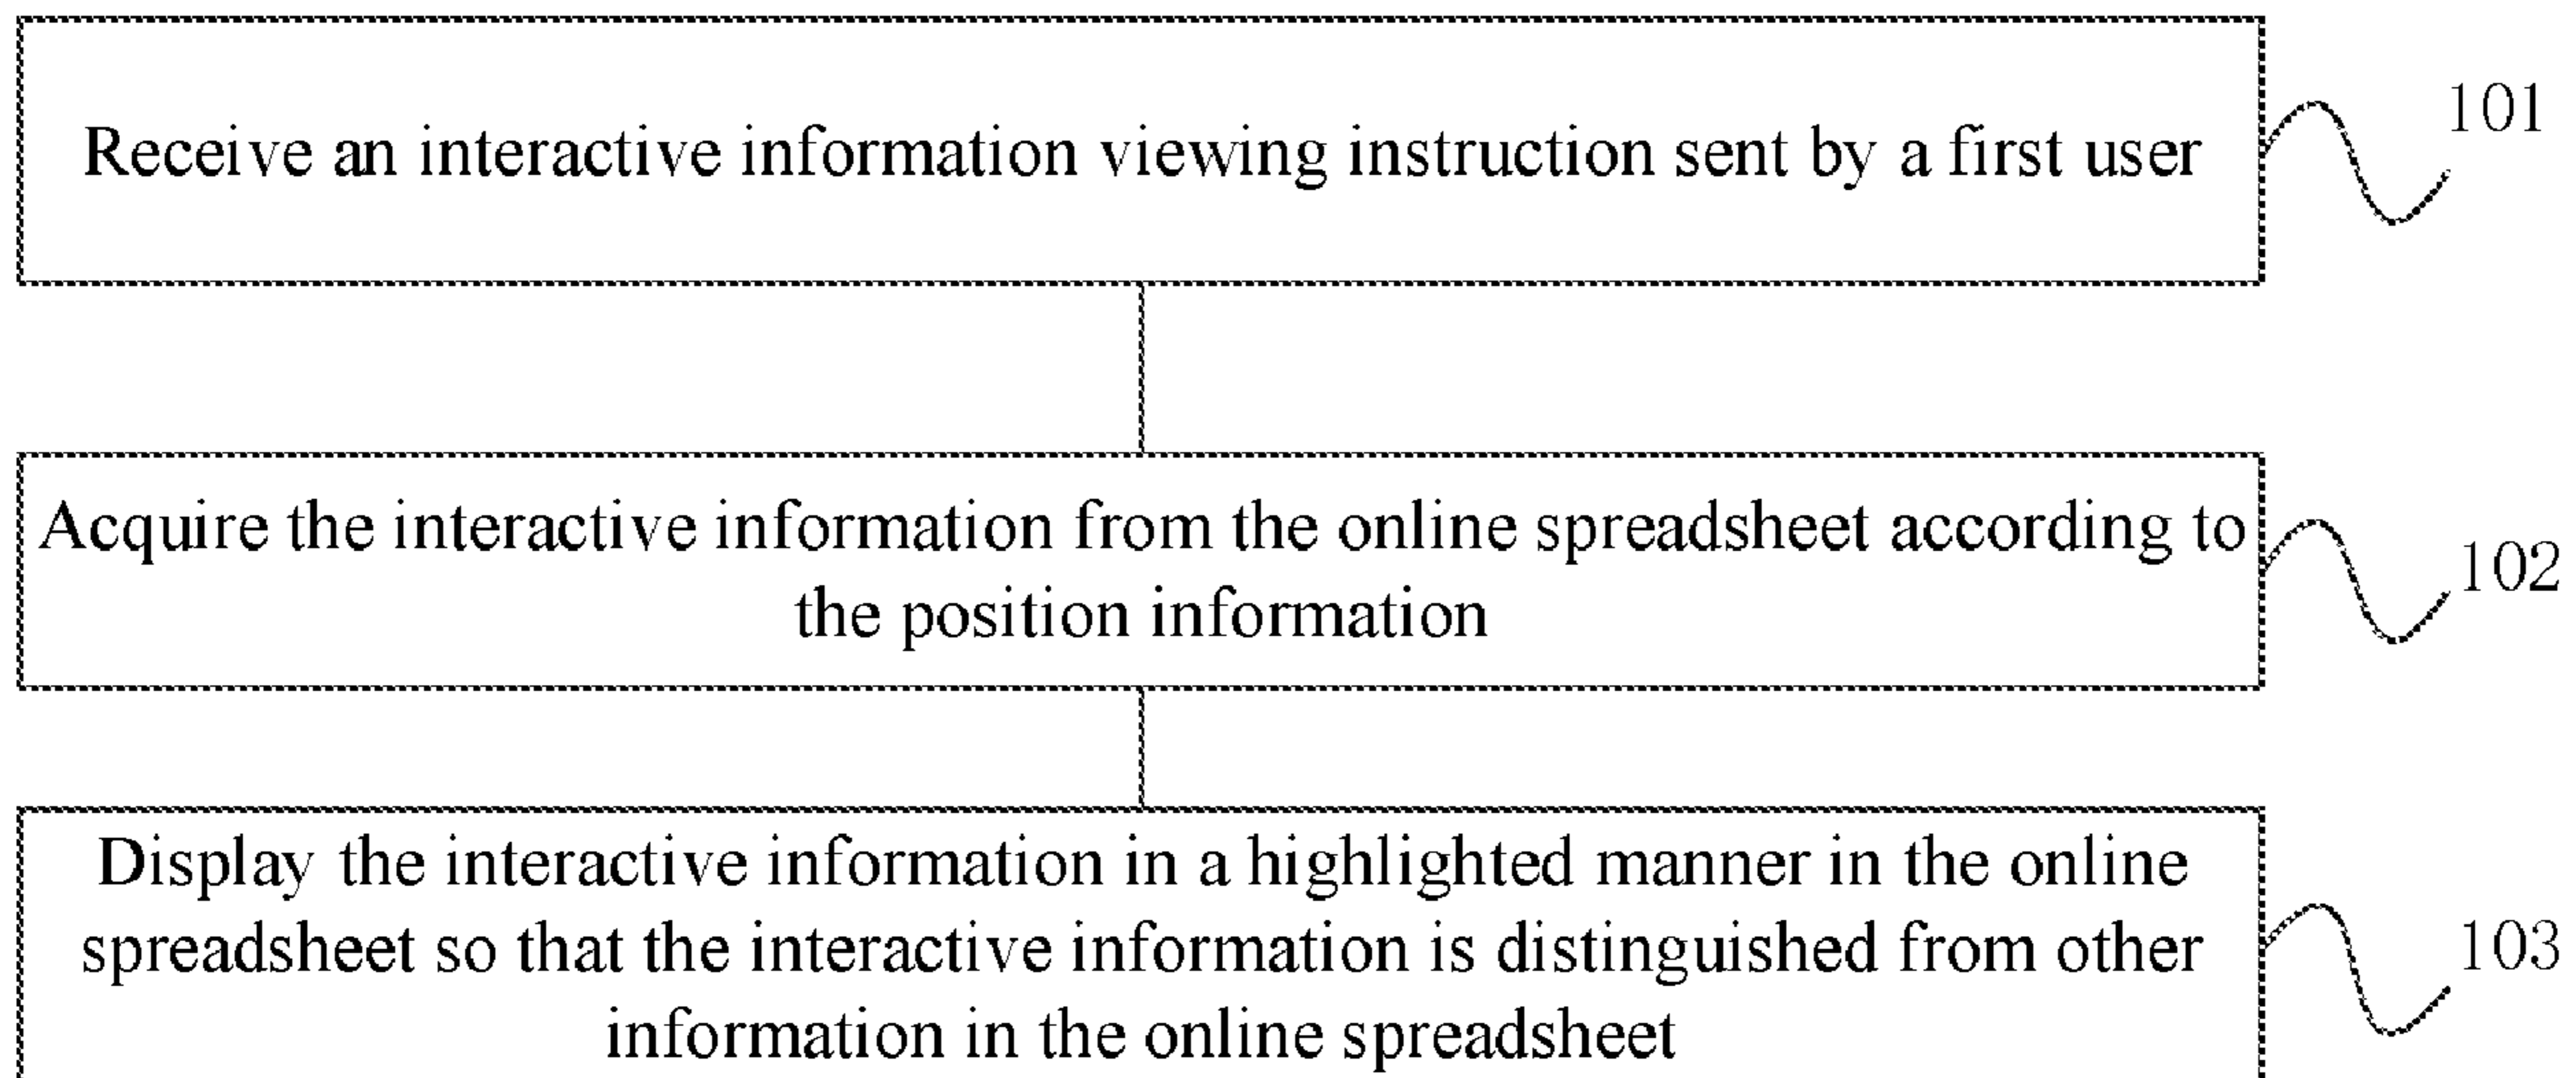 Receive an interactive information viewing instruction sent by a first user
101
Acquire the interactive information from the online spreadsheet according to
the position information
102
Display the interactive information in a highlighted manner in the online
spreadsheet so that the interactive information is distinguished from other
information in the online spreadsheet
103